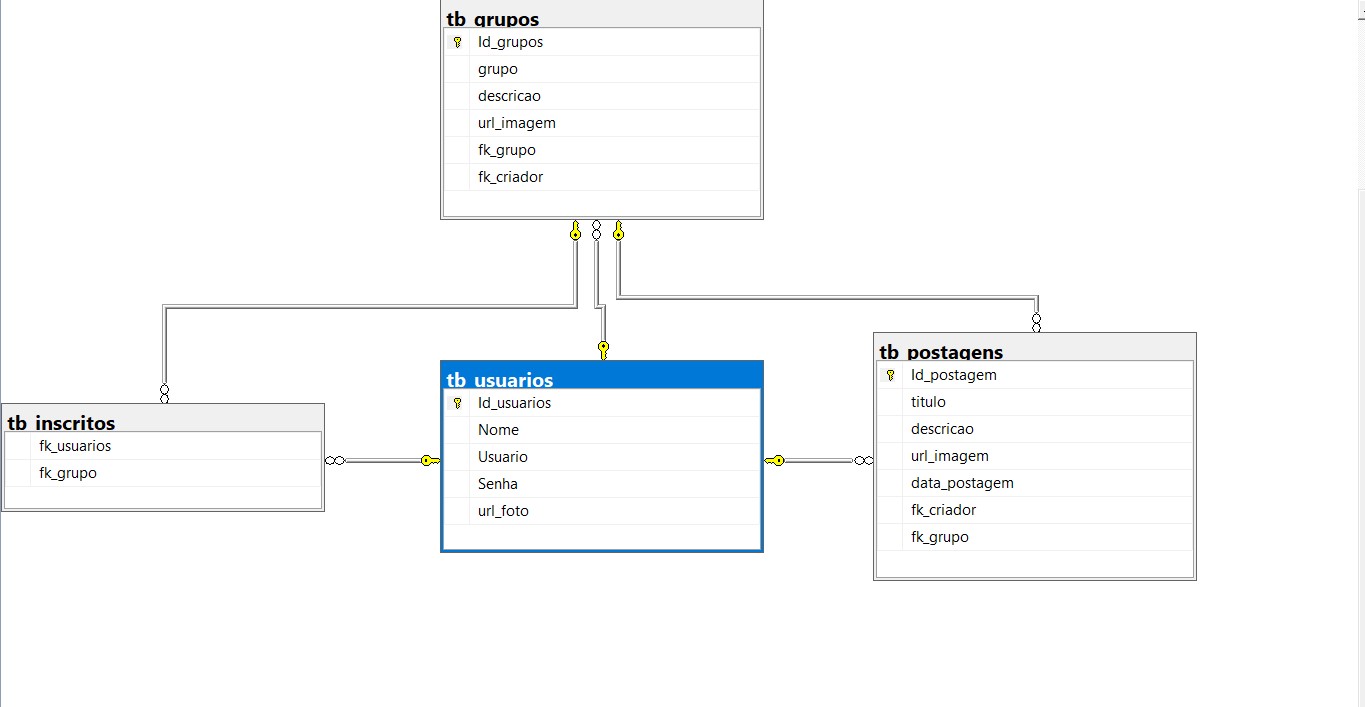 tb_grupos
Id_grupos
grupo
descricao
url_imagem
fk_grupo
fk_criador
tb_inscritos
fk_usuarios
fk_grupo
tb_usuarios
Id_usuarios
Nome
Usuario
Senha
url_foto
tb_postagens
Id_postagem
titulo
descricao
url_imagem
data_postagem
fk_criador
fk_grupo